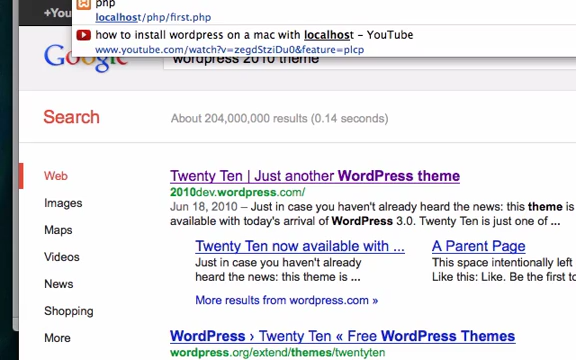 php
localhost/php/first.php
+You
how to install wordpress on a mac with localhost – YouTube
www.youtube.com/watch?v=zegdStziDu0&feature=plcp
Google
wordpress 2010 theme
Search
About 204,000,000 results (0.14 seconds)
Web
Twenty Ten | Just another WordPress theme
2010dev.wordpress.com/
Images
Jun 18, 2010 – Just in case you haven't already heard the news: this theme is
available with today's arrival of WordPress 3.0. Twenty Ten is just one of ...
Maps
Twenty Ten now available with ...
A Parent Page
Videos
Just in case you haven't already
This space intentionally left
heard the news: this theme is ...
Like this: Like. Be the first to
News
More results from wordpress.com »
Shopping
More
WordPress › Twenty Ten « Free WordPress Themes
wordpress.org/extend/themes/twentyten